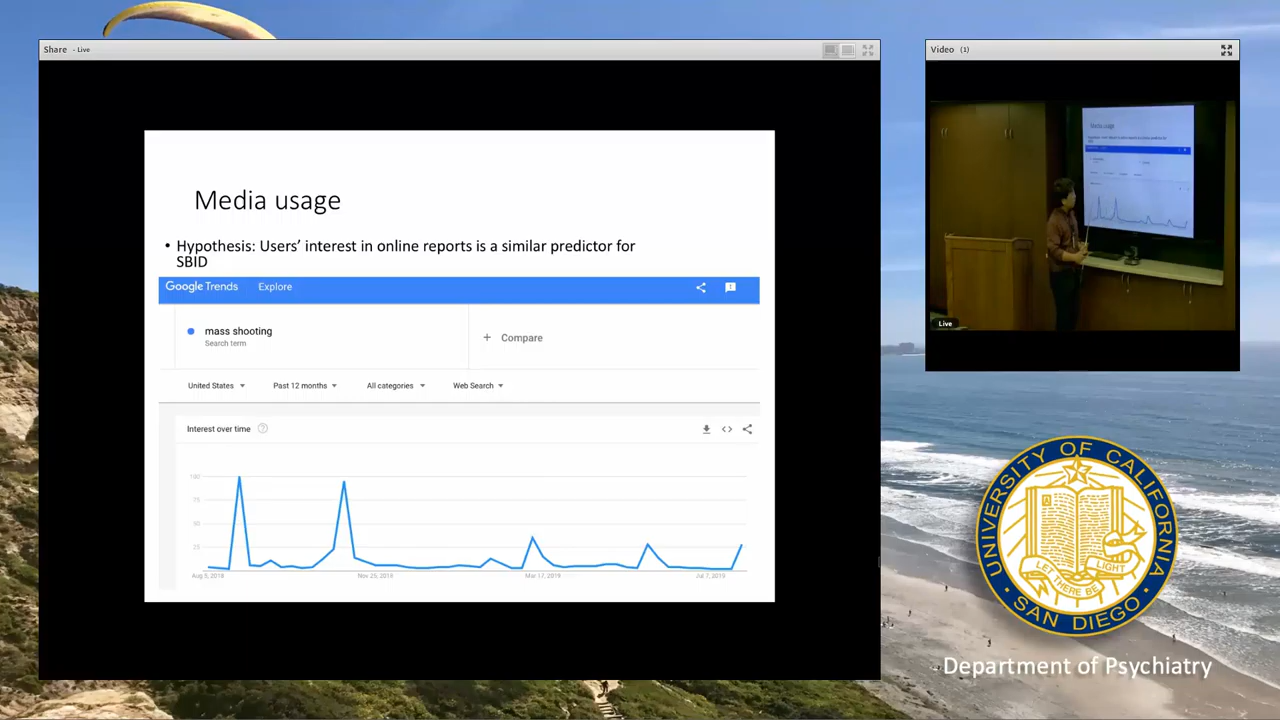 Share - Live
Video (1)
Media usage
• Hypothesis: Users' interest in online reports is a similar predictor for
SBID
Google Trends Explore
mass shooting
Search term
+ Compare
United States Past 12 months All categories Web Search
Interest over time
100
75
50
25
Aug 5, 2018 Nov 25, 2018 Mar 17, 2019 Jul 7, 2019
Media usage
Live
UNIVERSITY OF CALIFORNIA
SAN DIEGO
LET THERE BE LIGHT
A
Department of Psychiatry